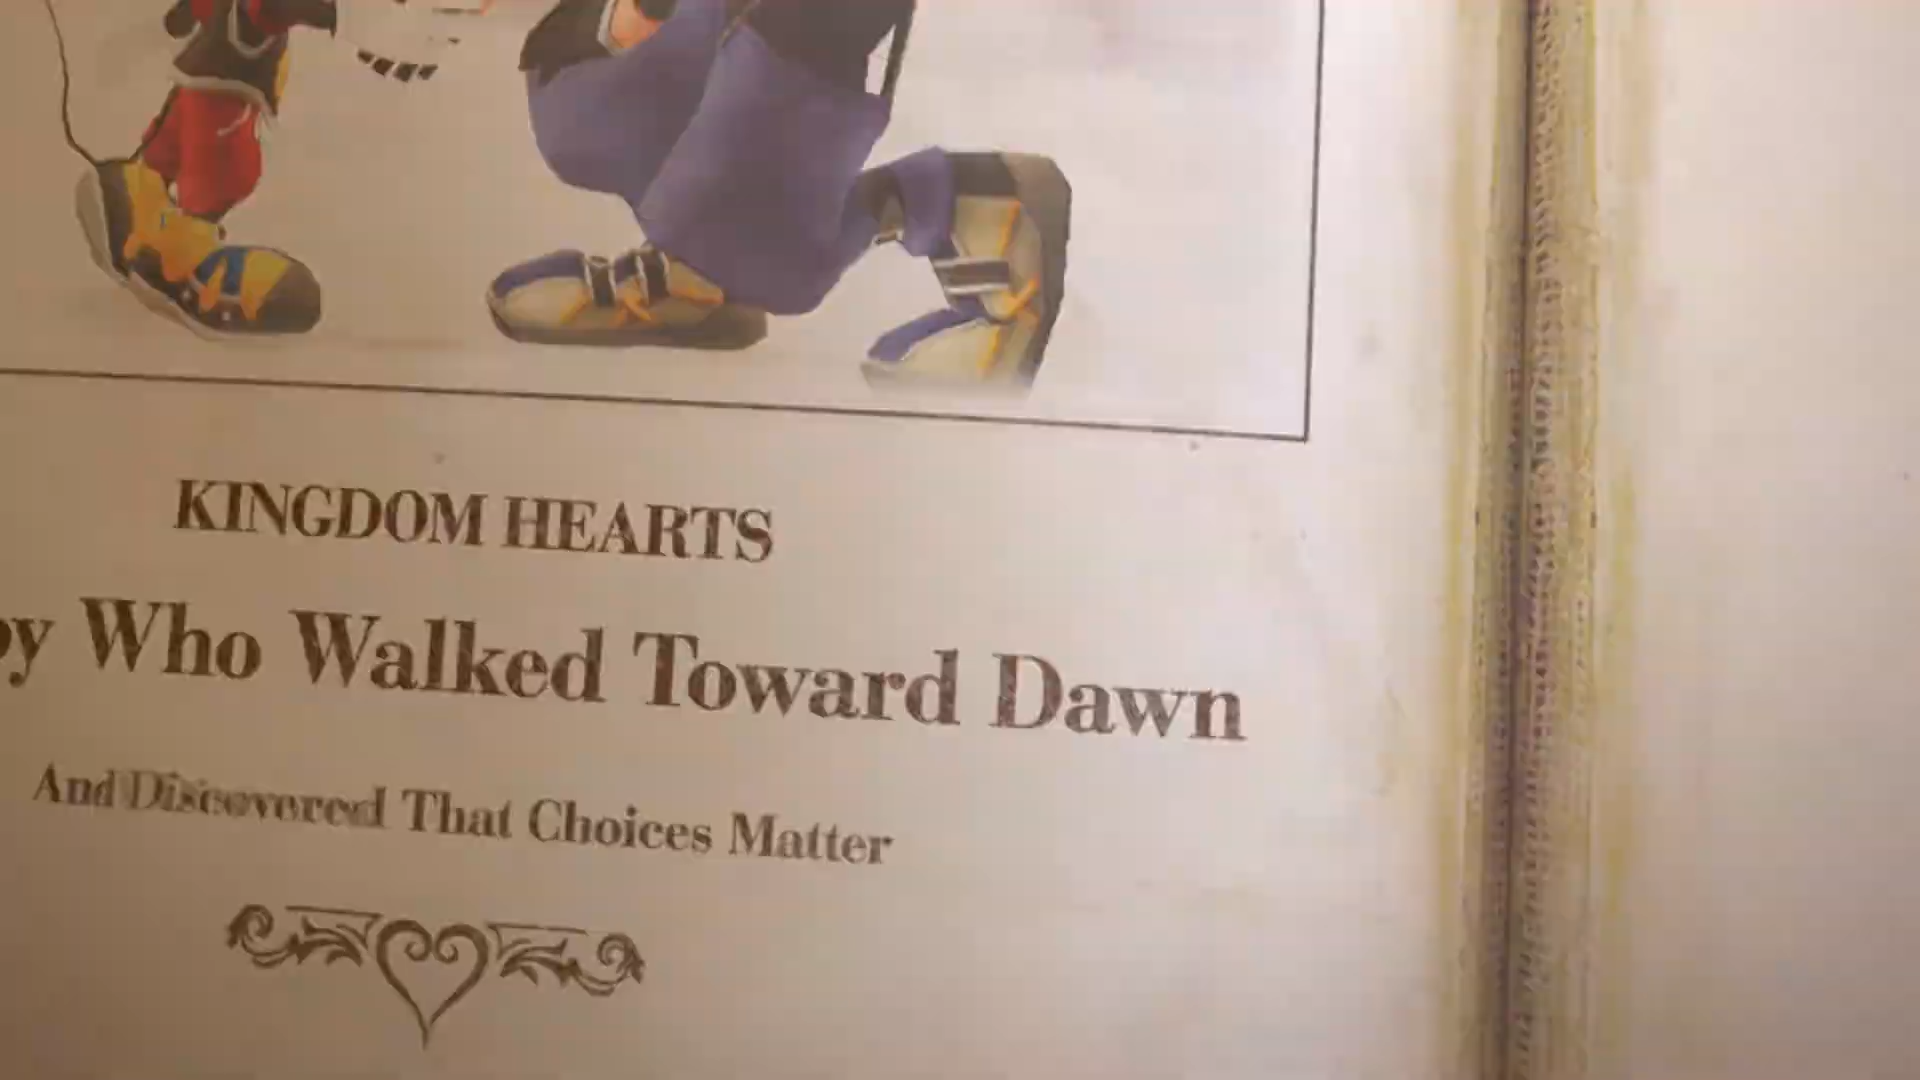 KINGDOM HEARTS
y Who Walked Toward Dawn
And Discovered That Choices Matter